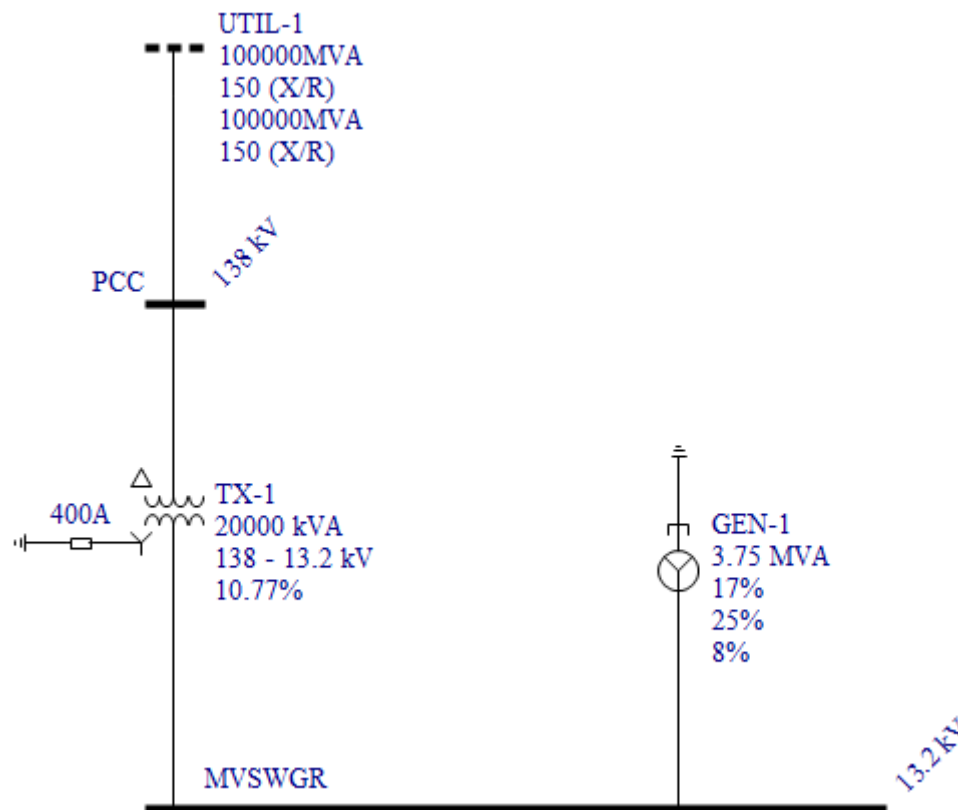 UTIL-1
100000MVA
150 (X/R)
100000MVA
150 (X/R)
138 kV
PCC
400A
TX-1
20000 kVA
138 - 13.2 kV
10.77%
GEN-1
3.75 MVA
17%
25%
8%
MVSWGR
13.2 kV